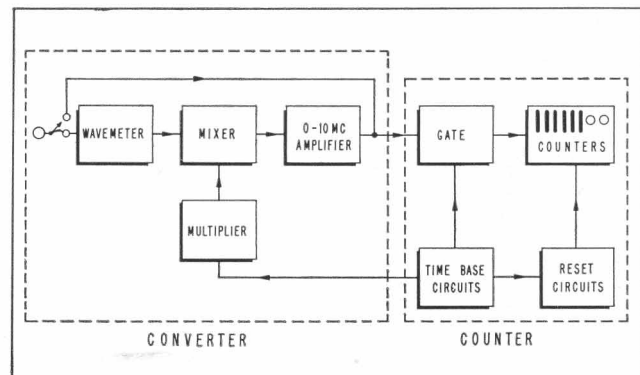 WAVEMETER
MIXER
0-10 MC
AMPLIFIER
GATE
COUNTERS
MULTIPLIER
TIME BASE
CIRCUITS
RESET
CIRCUITS
CONVERTER
COUNTER